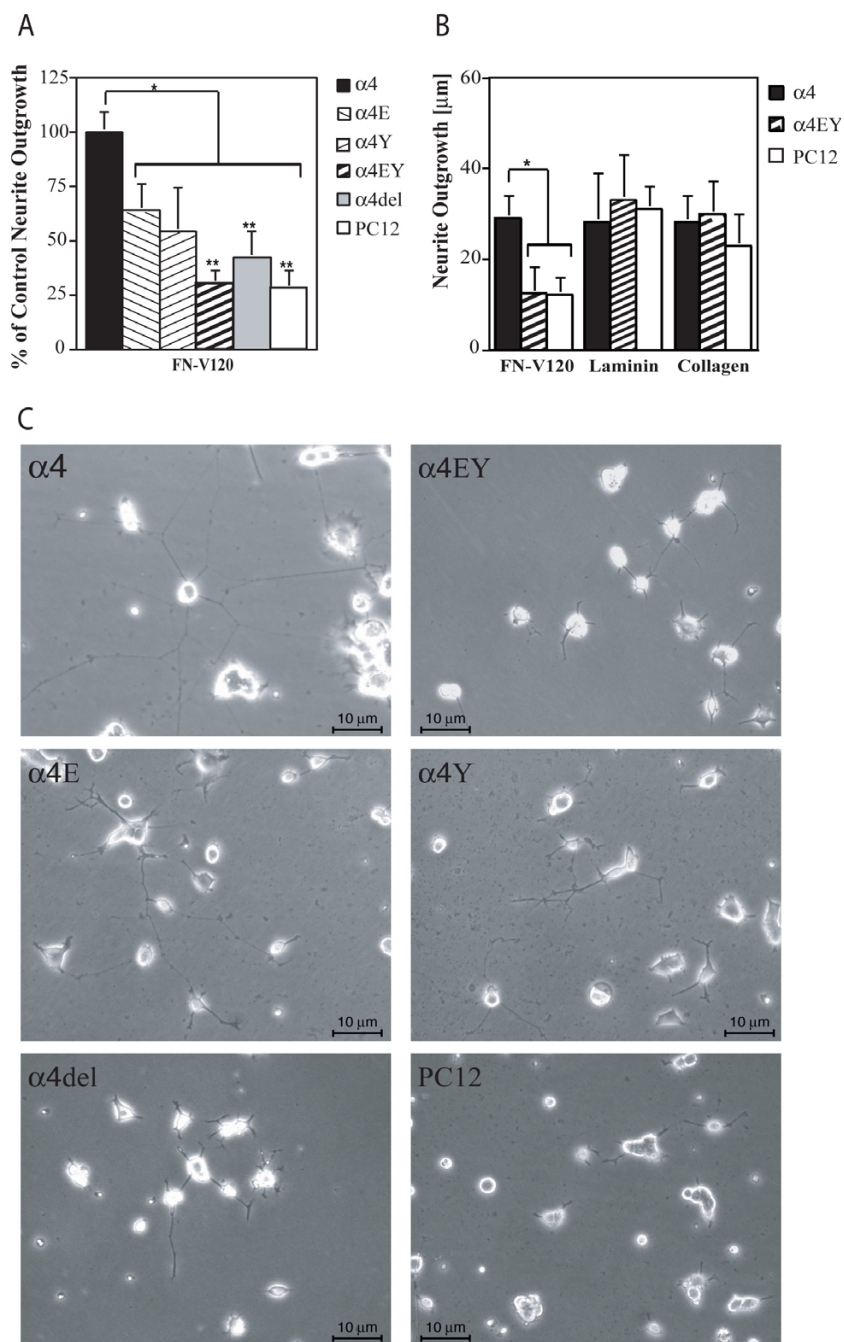 A
% of Control Neurite Outgrowth
125
100
75
50
25
0
*
**
**
**
FN-V120
α4
α4E
α4Y
α4EY
α4del
PC12
B
Neurite Outgrowth [μm]
60
40
20
0
*
FN-V120 Laminin Collagen
α4
α4EY
PC12
C
α4
10 μm
α4EY
10 μm
α4E
10 μm
α4Y
10 μm
α4del
10 μm
PC12
10 μm